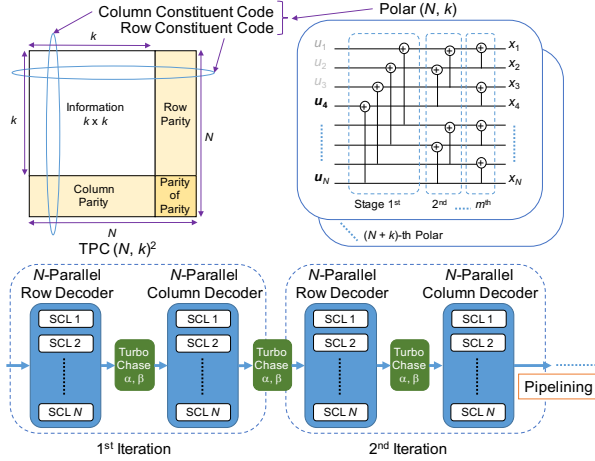 Column Constituent Code
Row Constituent Code
Polar (N, k)
k
k
Information
k x k
Row
Parity
N
Column
Parity
Parity
of
Parity
N
TPC (N, k)²
u₁
u₂
u₃
u₄
u_N
x₁
x₂
x₃
x₄
x_N
Stage 1st
2nd
mth
(N + k)-th Polar
N-Parallel
Row Decoder
SCL 1
SCL 2
SCL N
Turbo
Chase
α, β
N-Parallel
Column Decoder
SCL 1
SCL 2
SCL N
Turbo
Chase
α, β
N-Parallel
Row Decoder
SCL 1
SCL 2
SCL N
Turbo
Chase
α, β
N-Parallel
Column Decoder
SCL 1
SCL 2
SCL N
Pipelining
1st Iteration
2nd Iteration